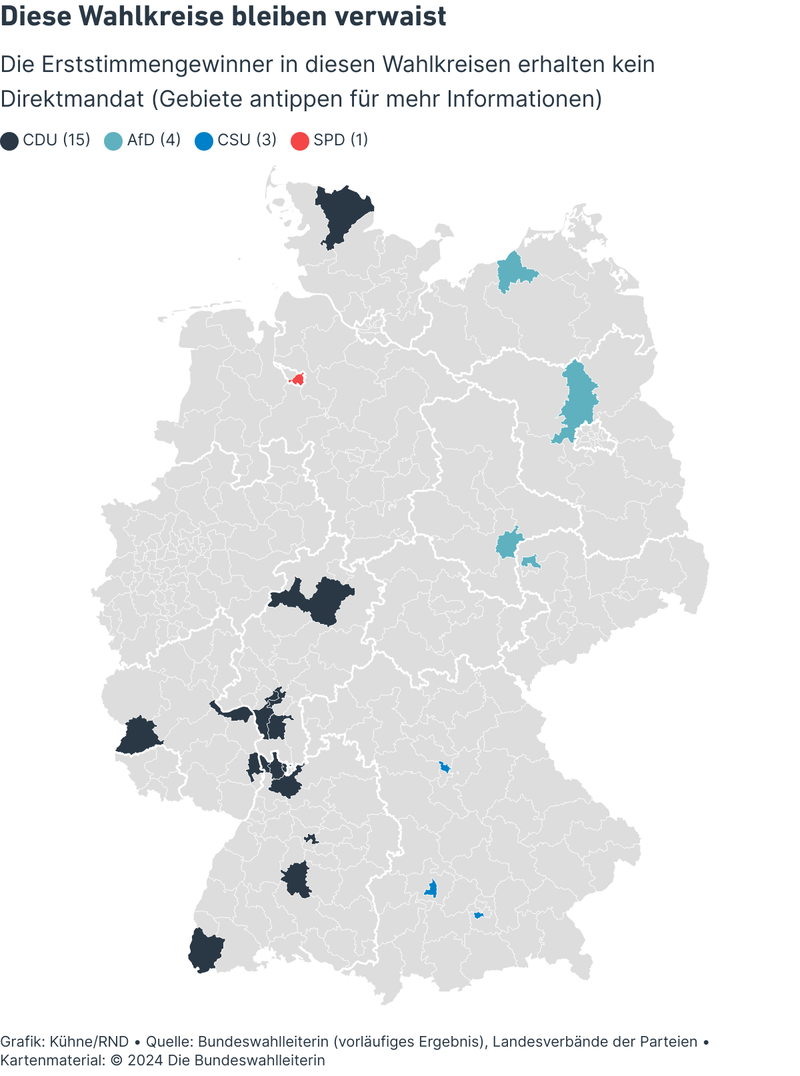 Diese Wahlkreise bleiben verwaist
Die Erststimmengewinner in diesen Wahlkreisen erhalten kein
Direktmandat (Gebiete antippen für mehr Informationen)
CDU (15) AfD (4) CSU (3) SPD (1)
Grafik: Kühne/RND • Quelle: Bundeswahlleiterin (vorläufiges Ergebnis), Landesverbände der Parteien •
Kartenmaterial: © 2024 Die Bundeswahlleiterin